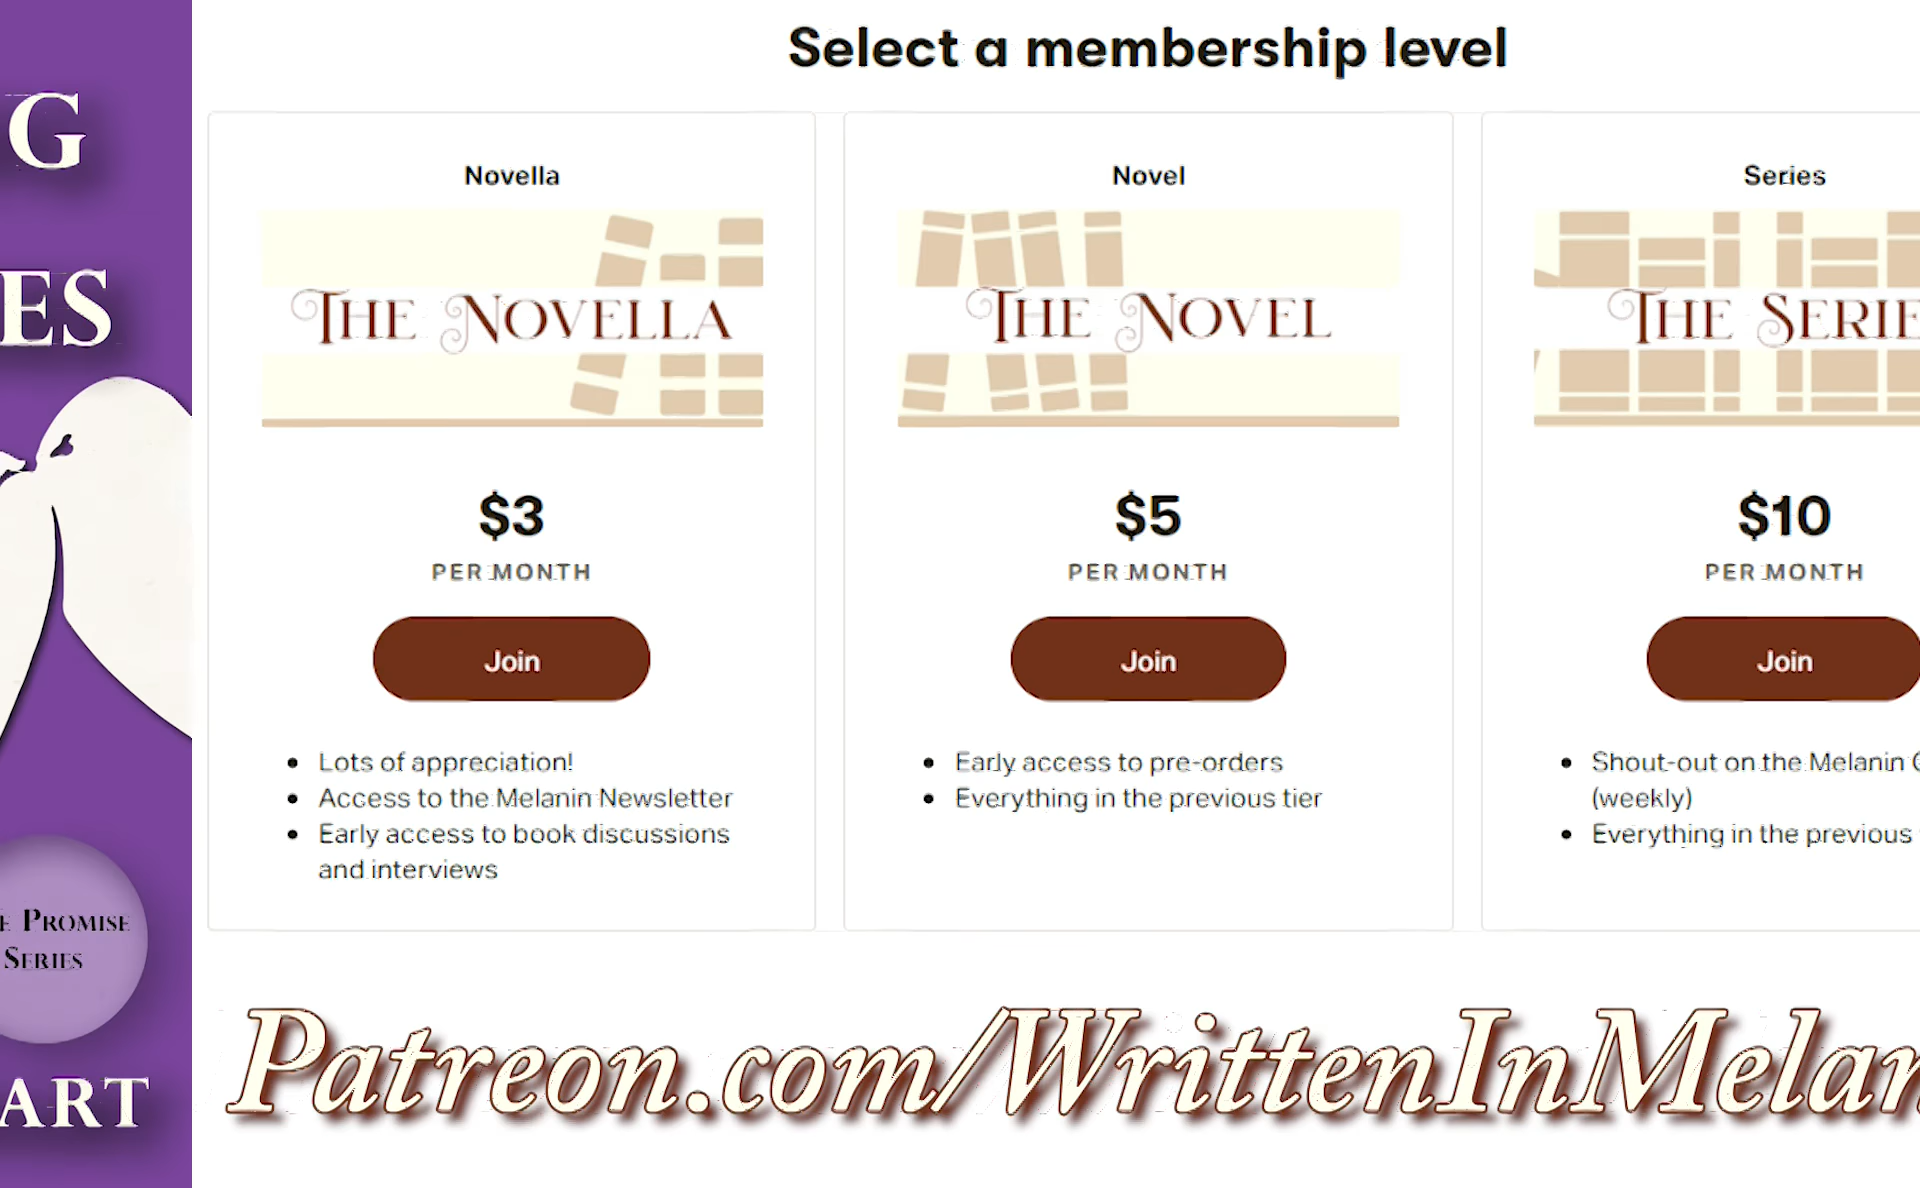 G
ES
PROMISE
SERIES
ART
Select a membership level
Novella
THE NOVELLA
$3
PER MONTH
Join
Lots of appreciation!
Access to the Melanin Newsletter
Early access to book discussions
and interviews
Novel
THE NOVEL
$5
PER MONTH
Join
Early access to pre-orders
Everything in the previous tier
Series
THE SERIE
$10
PER MONTH
Join
Shout-out on the Melanin
(weekly)
Everything in the previous
Patreon.com/WrittenInMelan